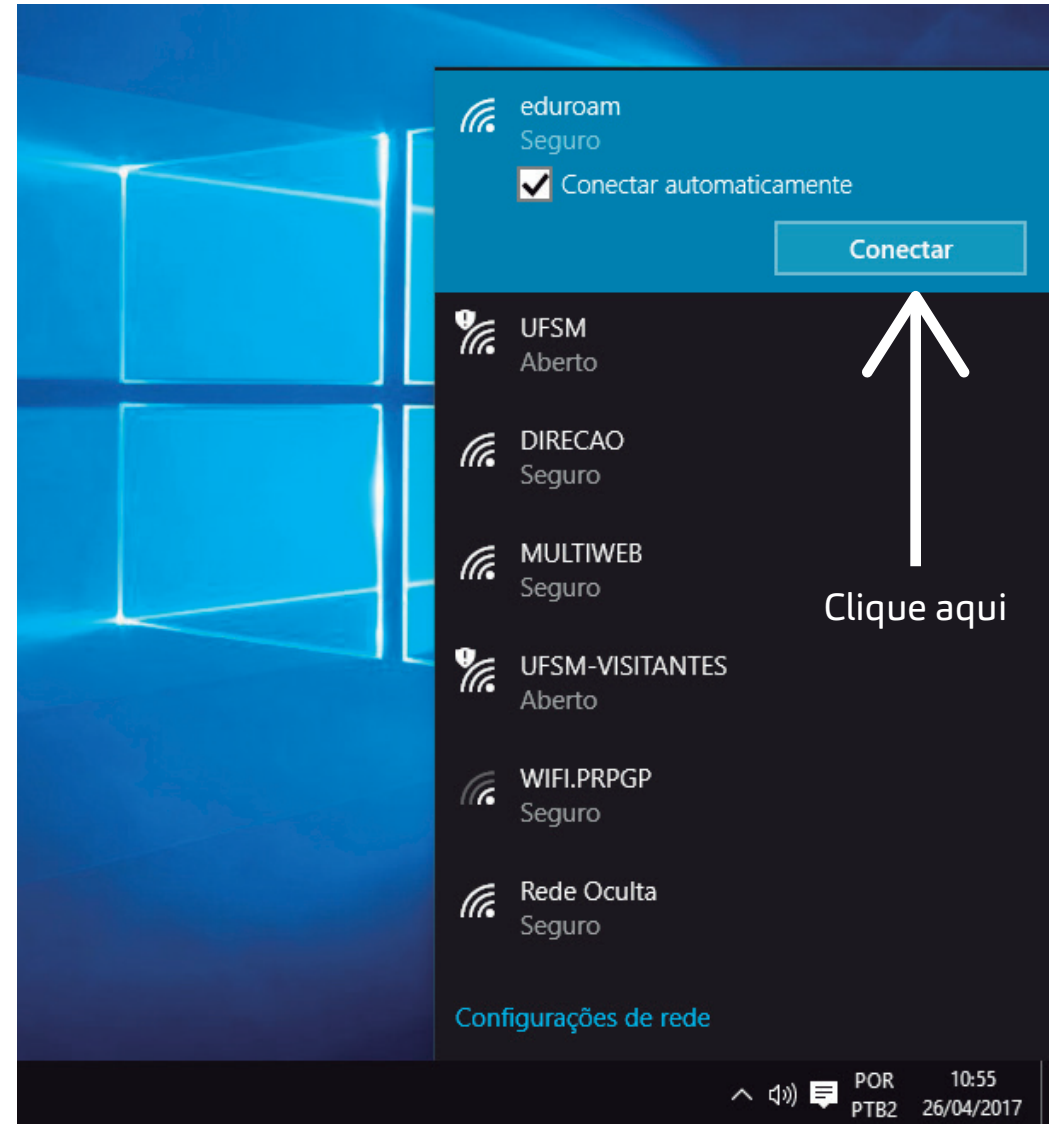 eduroam
Seguro
Conectar automaticamente
Conectar
UFSM
Aberto
DIRECAO
Seguro
MULTIWEB
Seguro
Clique aqui
UFSM-VISITANTES
Aberto
WIFI.PRPGP
Seguro
Rede Oculta
Seguro
Configurações de rede
POR 10:55
PTB2 26/04/2017